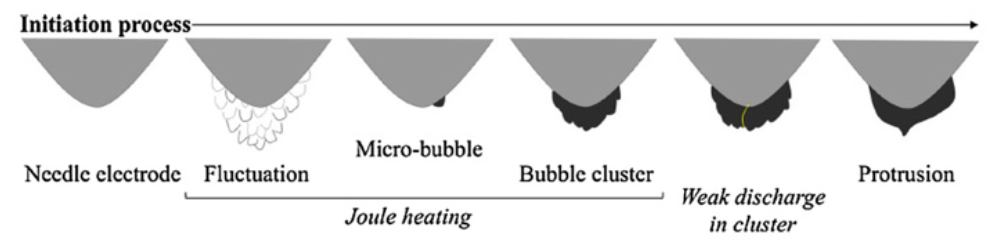 Initiation process
Needle electrode
Fluctuation
Micro-bubble
Bubble cluster
Weak discharge
in cluster
Protrusion
Joule heating